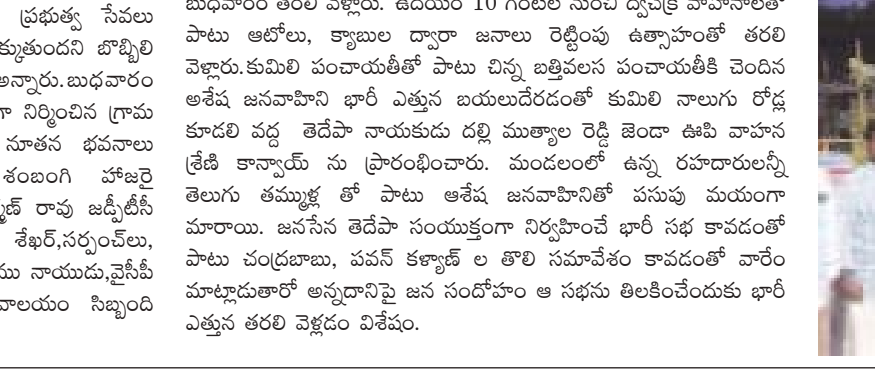 ప్రభుత్వ సేవలు
క్కుతుందని బొబ్బిలి
అన్నారు.బుధవారం
గా నిర్మించిన గ్రామ
నూతన భవనాలు
శంబంగి హాజరై
రావు జడ్పీటీసీ
శేఖర్,సర్పంచ్‌లు,
ము నాయుడు,వైసీపీ
వాలయం సిబ్బంది
బుధవారం తరలి వెళ్లారు. ఉదయం 10 గంటల నుంచి ద్విచక్ర వాహనాలతో
పాటు ఆటోలు, క్యాబుల ద్వారా జనాలు రెట్టింపు ఉత్సాహంతో తరలి
వెళ్లారు.కుమిలి పంచాయతీతో పాటు చిన్న బత్తివలస పంచాయతీకి చెందిన
అశేష జనవాహిని భారీ ఎత్తున బయలుదేరడంతో కుమిలి నాలుగు రోడ్ల
కూడలి వద్ద తెదేపా నాయకుడు దల్లి ముత్యాల రెడ్డి జెండా ఊపి వాహన
శ్రేణి కాన్వాయ్ ను ప్రారంభించారు. మండలంలో ఉన్న రహదారులన్నీ
తెలుగు తమ్ముళ్ల తో పాటు ఆశేష జనవాహినితో పసుపు మయంగా
మారాయి. జనసేన తెదేపా సంయుక్తంగా నిర్వహించే భారీ సభ కావడంతో
పాటు చంద్రబాబు, పవన్ కళ్యాణ్ ల తొలి సమావేశం కావడంతో వారేం
మాట్లాడుతారో అన్నదానిపై జన సందోహం ఆ సభను తిలకించేందుకు భారీ
ఎత్తున తరలి వెళ్లడం విశేషం.